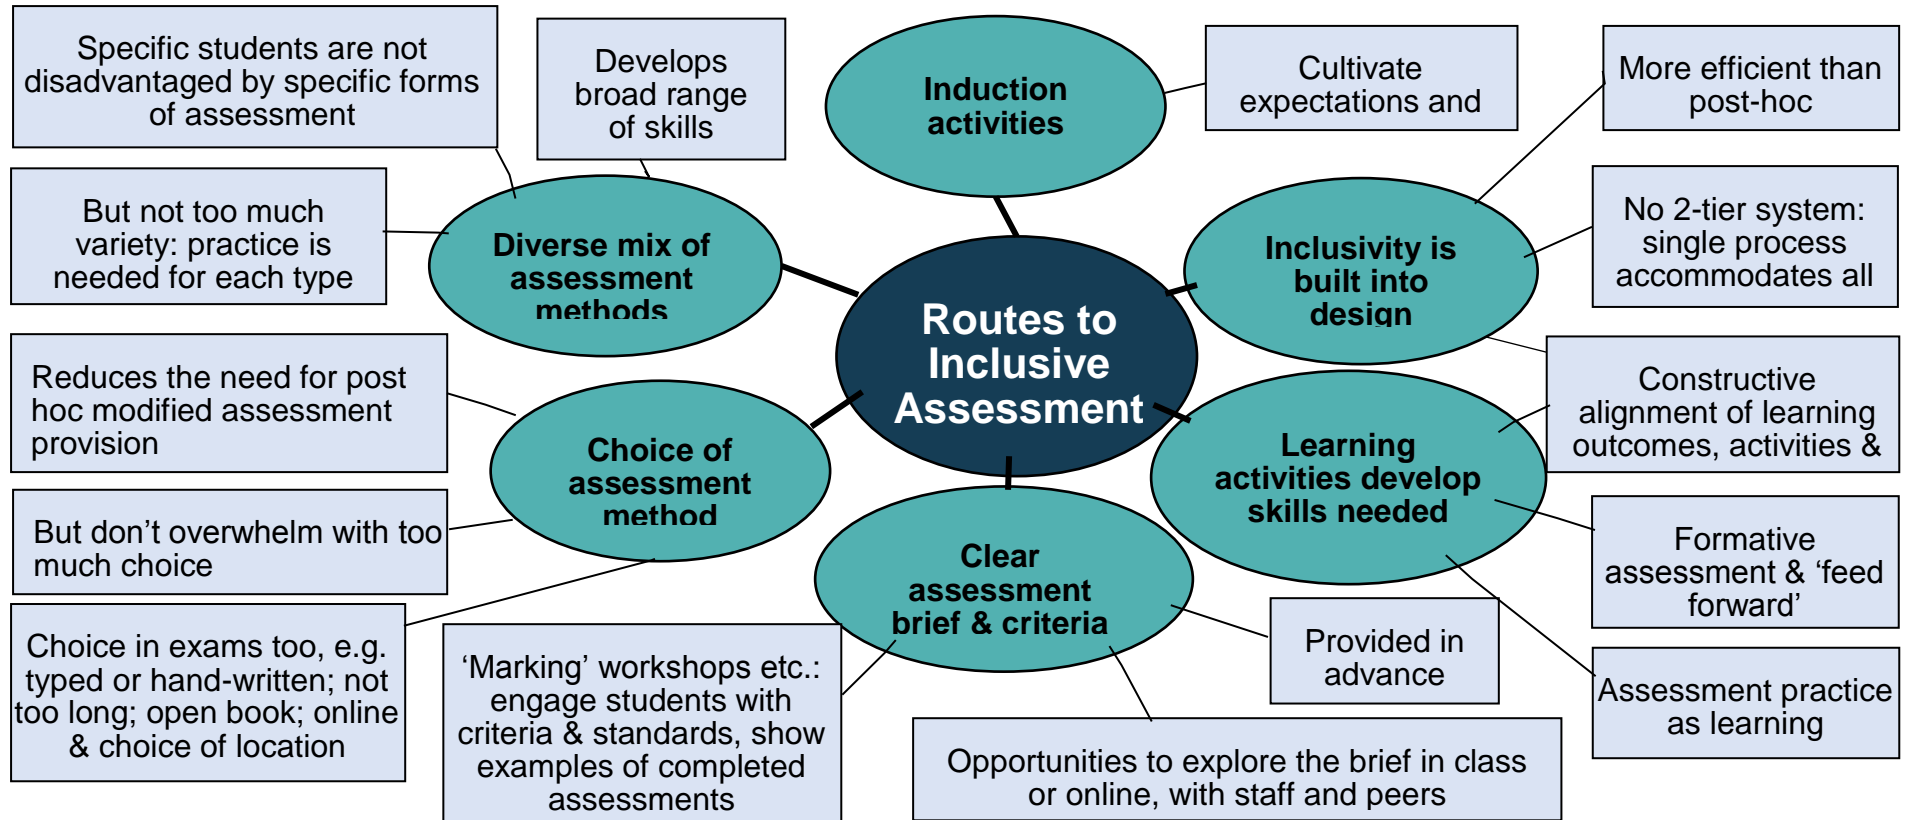 Specific students are not
disadvantaged by specific forms
of assessment
Develops
broad range
of skills
Induction
activities
Cultivate
expectations and
More efficient than
post-hoc
But not too much
variety: practice is
needed for each type
Diverse mix of
assessment
methods
Inclusivity is
built into
design
No 2-tier system:
single process
accommodates all
Routes to
Inclusive
Assessment
Reduces the need for post
hoc modified assessment
provision
Choice of
assessment
method
Learning
activities develop
skills needed
Constructive
alignment of learning
outcomes, activities &
But don’t overwhelm with too
much choice
Clear
assessment
brief & criteria
Formative
assessment & ‘feed
forward’
Choice in exams too, e.g.
typed or hand-written; not
too long; open book; online
& choice of location
‘Marking’ workshops etc.:
engage students with
criteria & standards, show
examples of completed
assessments
Provided in
advance
Assessment practice
as learning
Opportunities to explore the brief in class
or online, with staff and peers